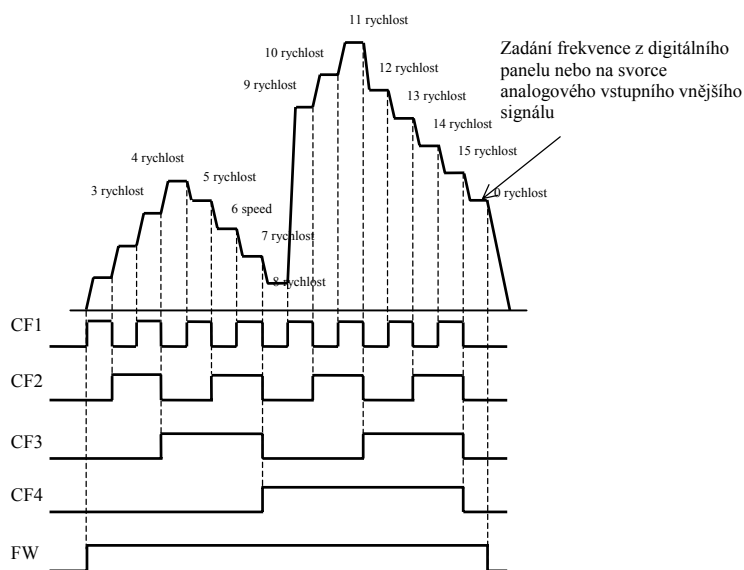 11 rychlost
10 rychlost
9 rychlost
12 rychlost
13 rychlost
14 rychlost
15 rychlost
0 rychlost
Zadání frekvence z digitálního
panelu nebo na svorce
analogového vstupního vnějšího
signálu
4 rychlost
3 rychlost
5 rychlost
6 speed
7 rychlost
8 rychlost
CF1
CF2
CF3
CF4
FW